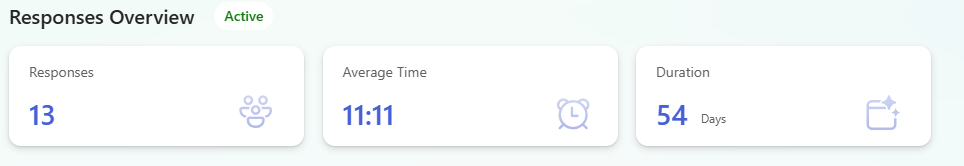 Responses Overview Active
Responses Average Time Duration
13 11:11 54 Days